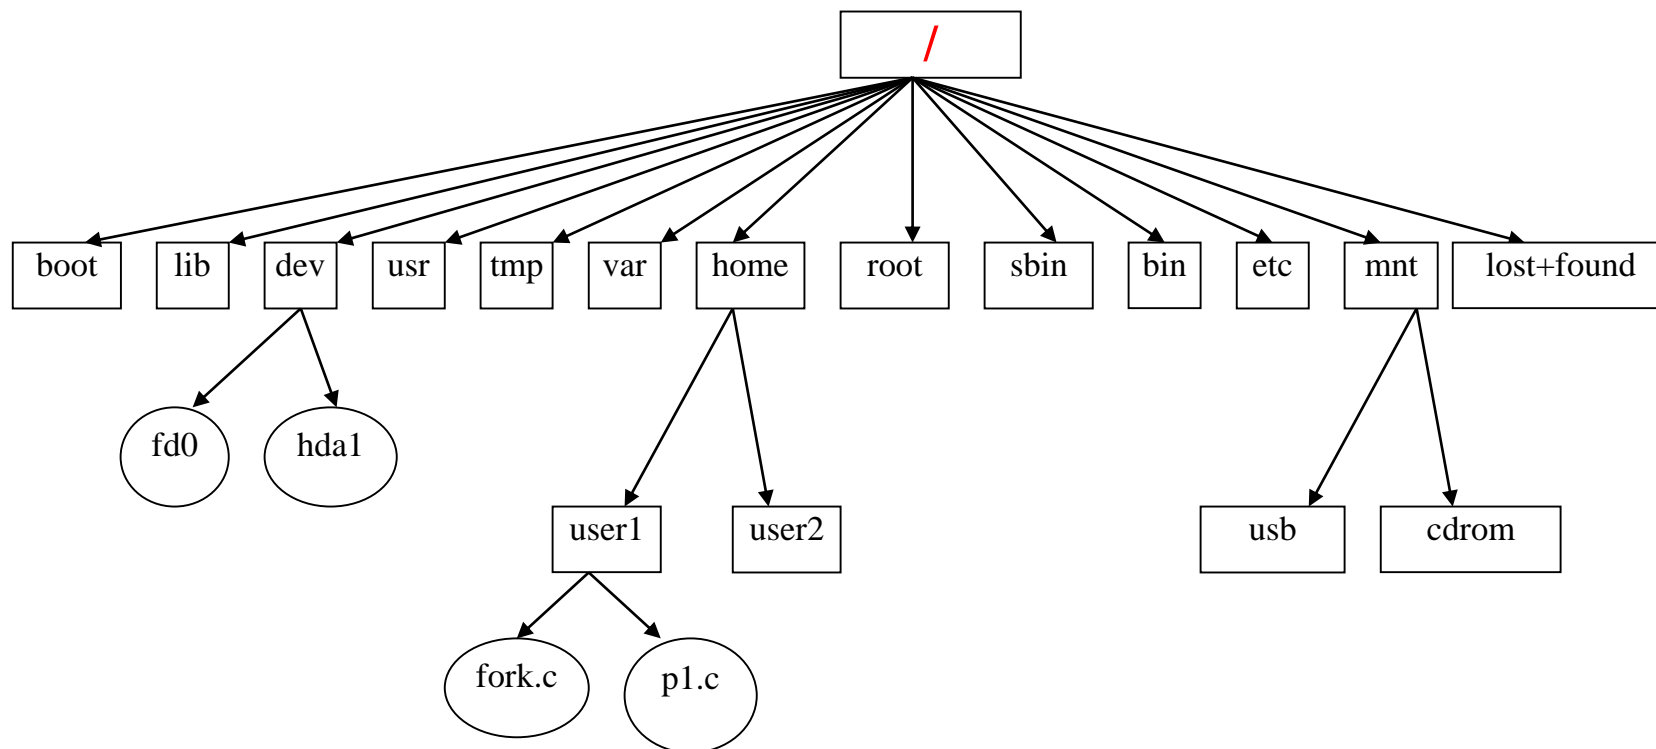 /
boot lib dev usr tmp var home root sbin bin etc mnt lost+found
fd0 hda1
user1 user2 usb cdrom
fork.c p1.c